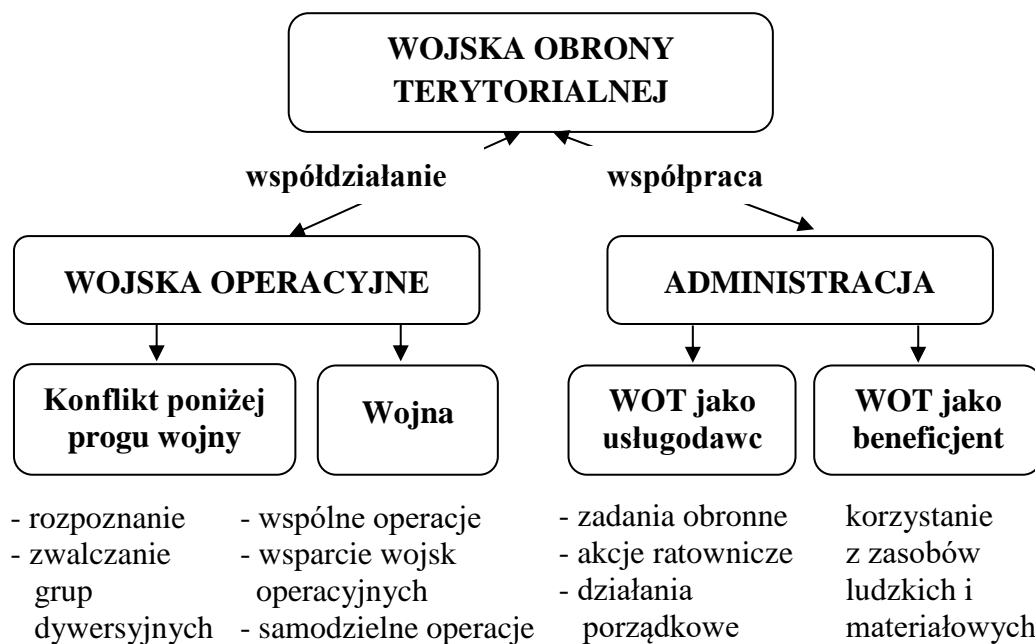 WOJSKA OBRONY
TERYTORIALNEJ
współdziałanie
współpraca
WOJSKA OPERACYJNE
ADMINISTRACJA
Konflikt poniżej
progu wojny
Wojna
WOT jako
usługodawc
WOT jako
beneficjent
- rozpoznanie
- zwalczanie
grup
dywersyjnych
- wspólne operacje
- wsparcie wojsk
operacyjnych
- samodzielne operacje
- zadania obronne
- akcje ratownicze
- działania
porządkowe
korzystanie
z zasobów
ludzkich i
materiałowych